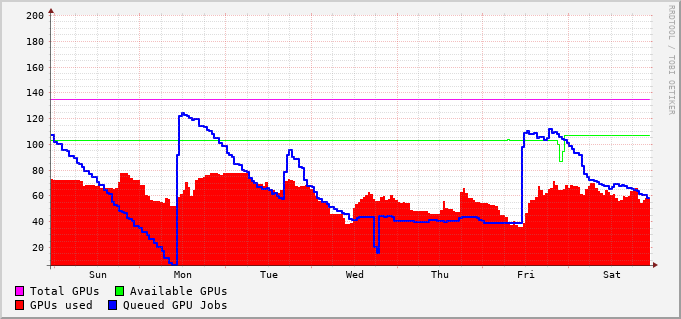 200
180
160
140
120
100
80
60
40
20
Sun Mon Tue Wed Thu Fri Sat
RRDTOOL / TOBI OETIKER
Total GPUs Available GPUs
GPUs used Queued GPU Jobs